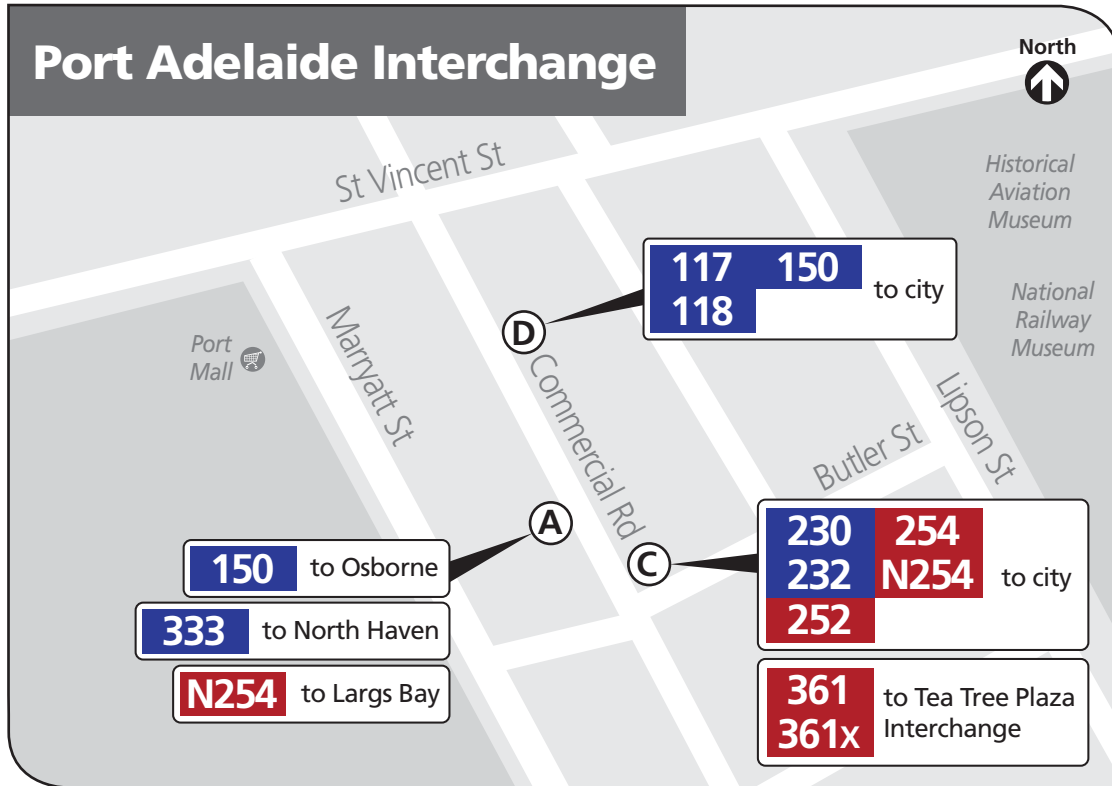 Port Adelaide Interchange
North
St Vincent St
Historical
Aviation
Museum
117 150
118
to city
National
Railway
Museum
D
Port
Mall
Marryatt St
Commercial Rd
Lipson St
Butler St
A
C
150 to Osborne
333 to North Haven
N254 to Largs Bay
230 254
232 N254
252
to city
361
361X
to Tea Tree Plaza
Interchange